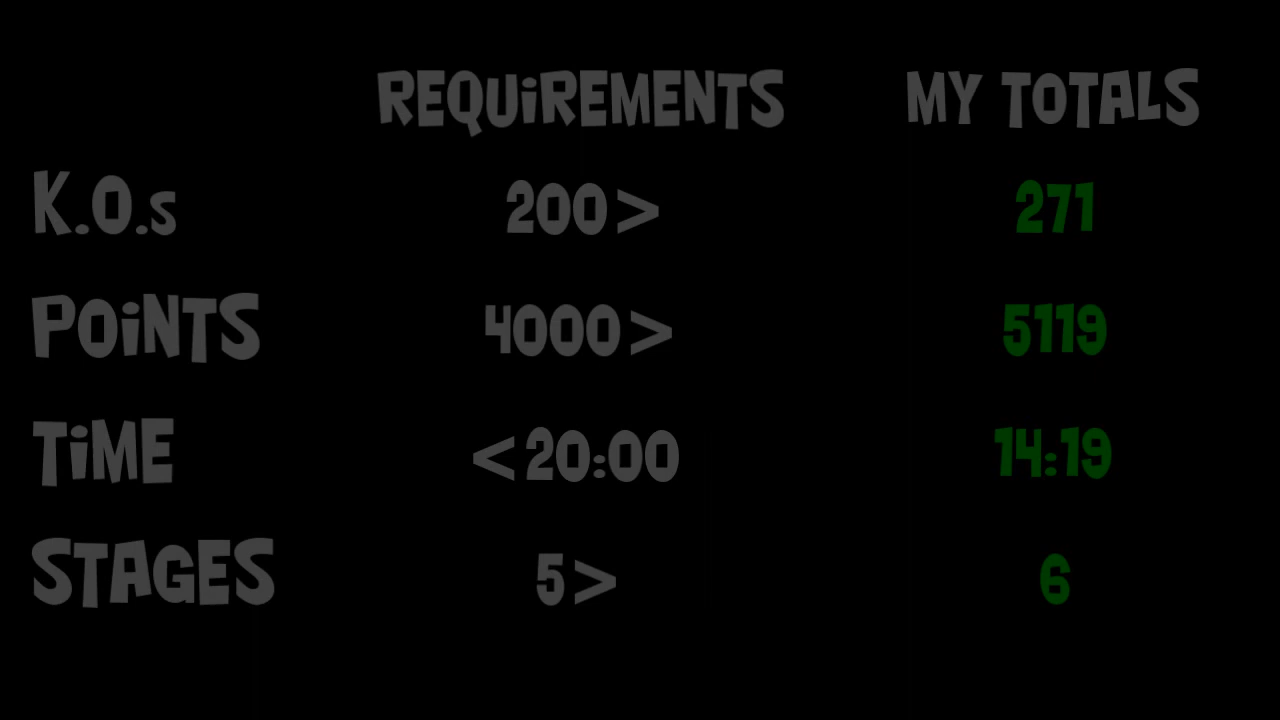 REQUiREMENTS MY TOTALS
K.O.s 200> 271
POiNTS 4000> 5119
TiME <20:00 14:19
STAGES 5> 6